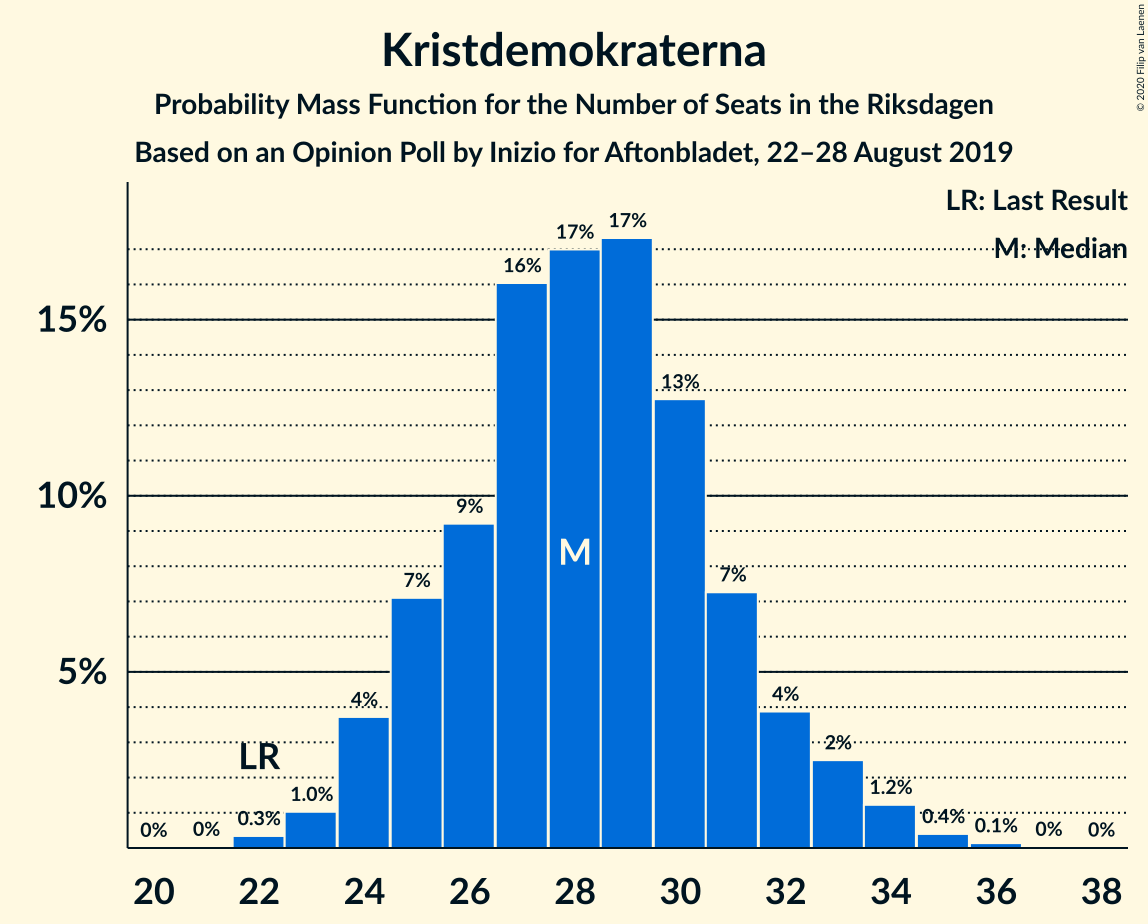 Kristdemokraterna
Probability Mass Function for the Number of Seats in the Riksdagen
Based on an Opinion Poll by Inizio for Aftonbladet, 22–28 August 2019
© 2020 Filip van Laenen
LR: Last Result
M: Median
15%
10%
5%
0%
0%
0.3%
1.0%
4%
7%
9%
16%
17%
17%
13%
7%
4%
2%
1.2%
0.4%
0.1%
0%
0%
LR
M
20 22 24 26 28 30 32 34 36 38